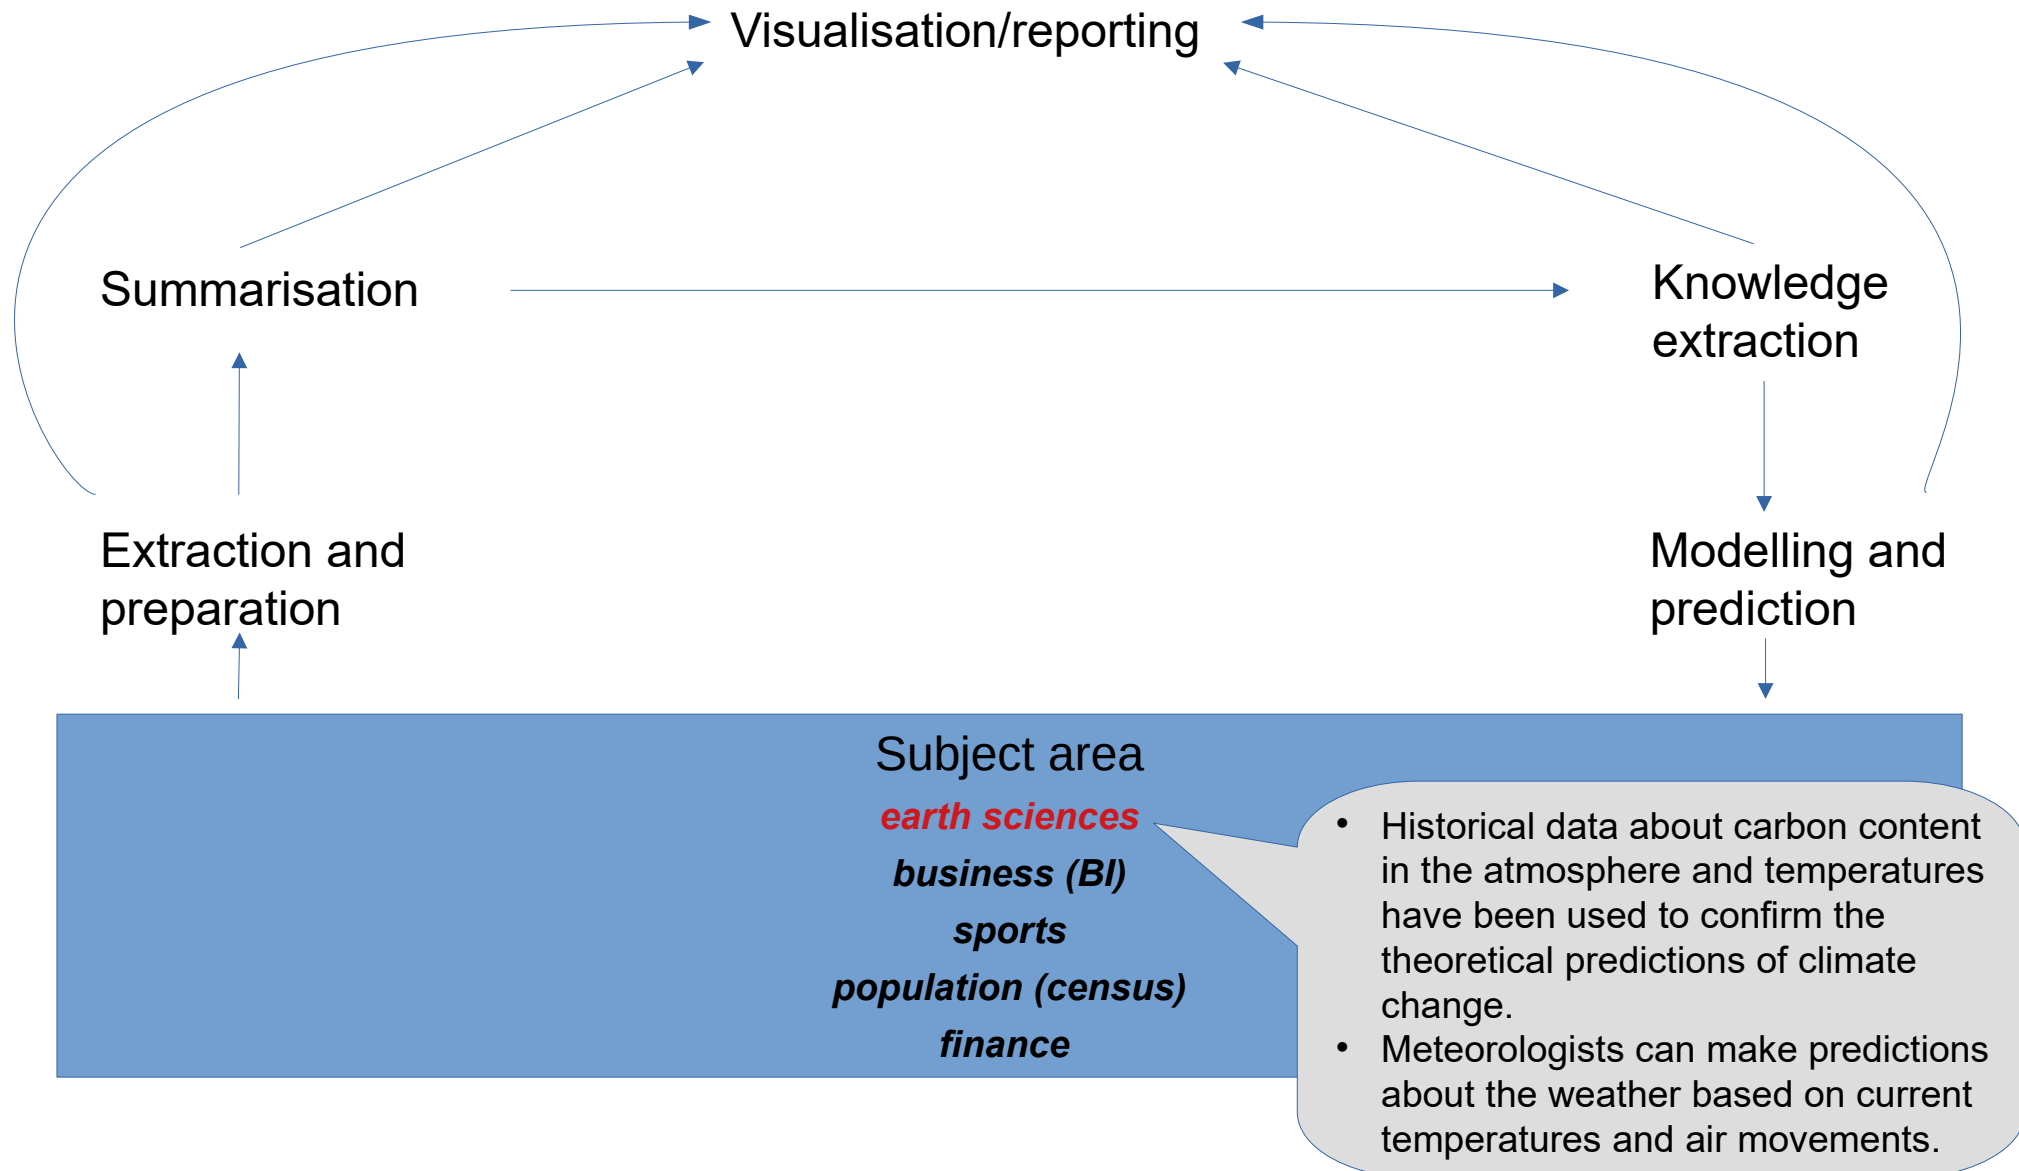 Visualisation/reporting
Summarisation
Knowledge
extraction
Extraction and
preparation
Modelling and
prediction
Subject area
earth sciences
business (BI)
sports
population (census)
finance
• Historical data about carbon content
in the atmosphere and temperatures
have been used to confirm the
theoretical predictions of climate
change.
• Meteorologists can make predictions
about the weather based on current
temperatures and air movements.